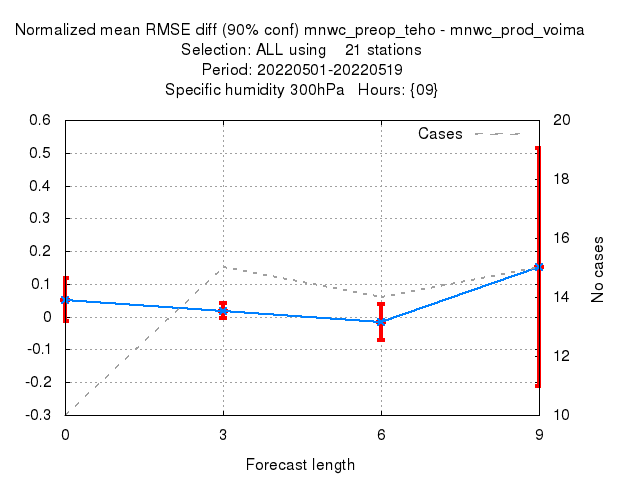 Normalized mean RMSE diff (90% conf) mnwc_preop_teho - mnwc_prod_voima
Selection: ALL using 21 stations
Period: 20220501-20220519
Specific humidity 300hPa Hours: {09}
Cases
0.6
0.5
0.4
0.3
0.2
0.1
0
-0.1
-0.2
-0.3
20
18
16
14
12
10
No cases
0 3 6 9
Forecast length